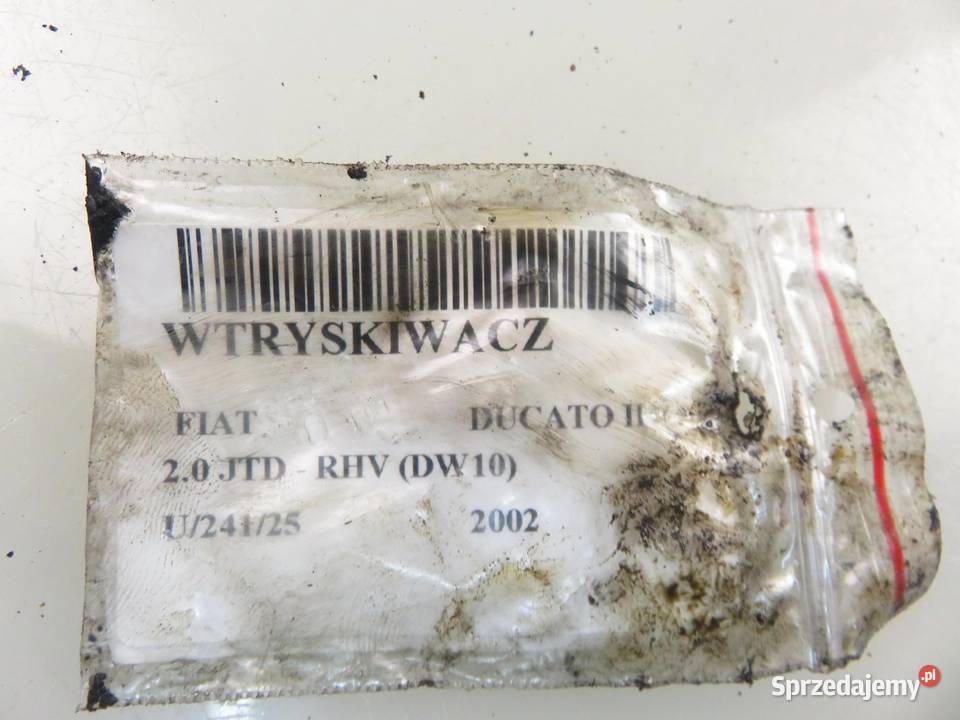 WTRYSKIWACZ
FIAT DUCATO II
2.0 JTD - RHV (DW10)
U/241/25 2002
Sprzedajemy.pl